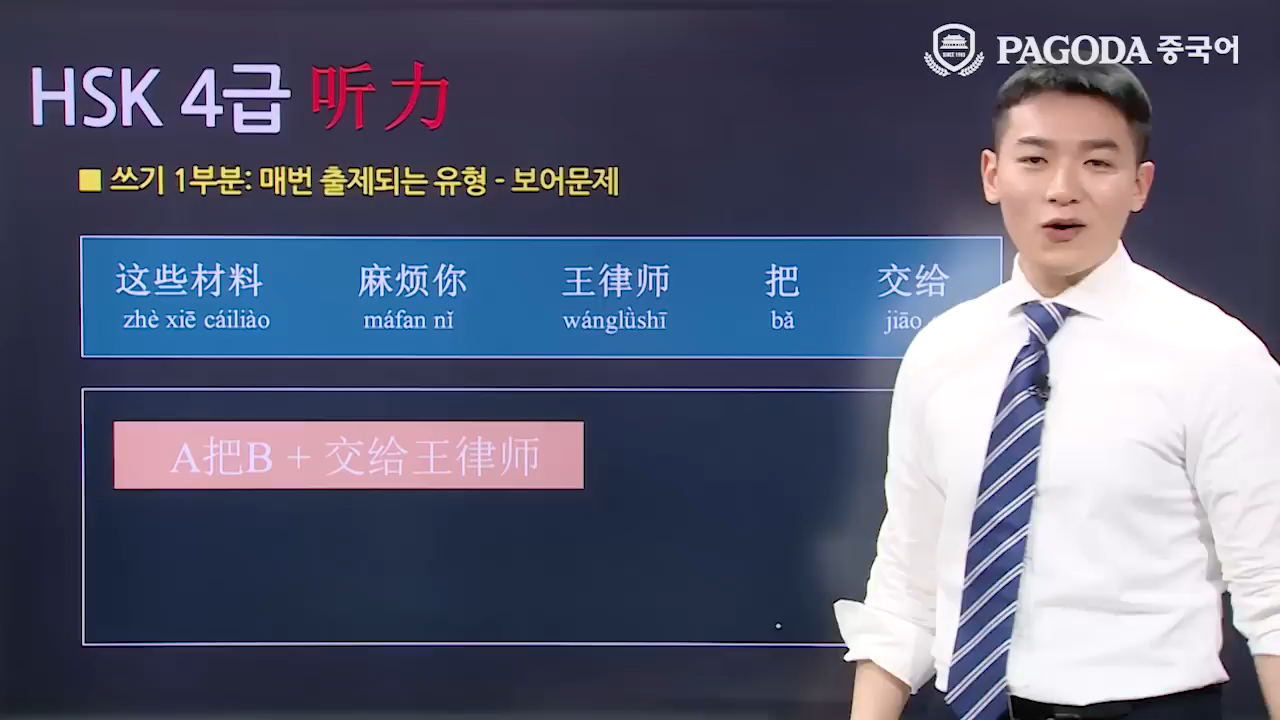 PAGODA 중국어
SINCE 1983
HSK 4급 听力
■ 쓰기 1부분: 매번 출제되는 유형 - 보어문제
这些材料 麻烦你 王律师 把 交给
zhè xiē cáiliào máfan nǐ wánglǜshī bǎ jiāo
A把B + 交给王律师